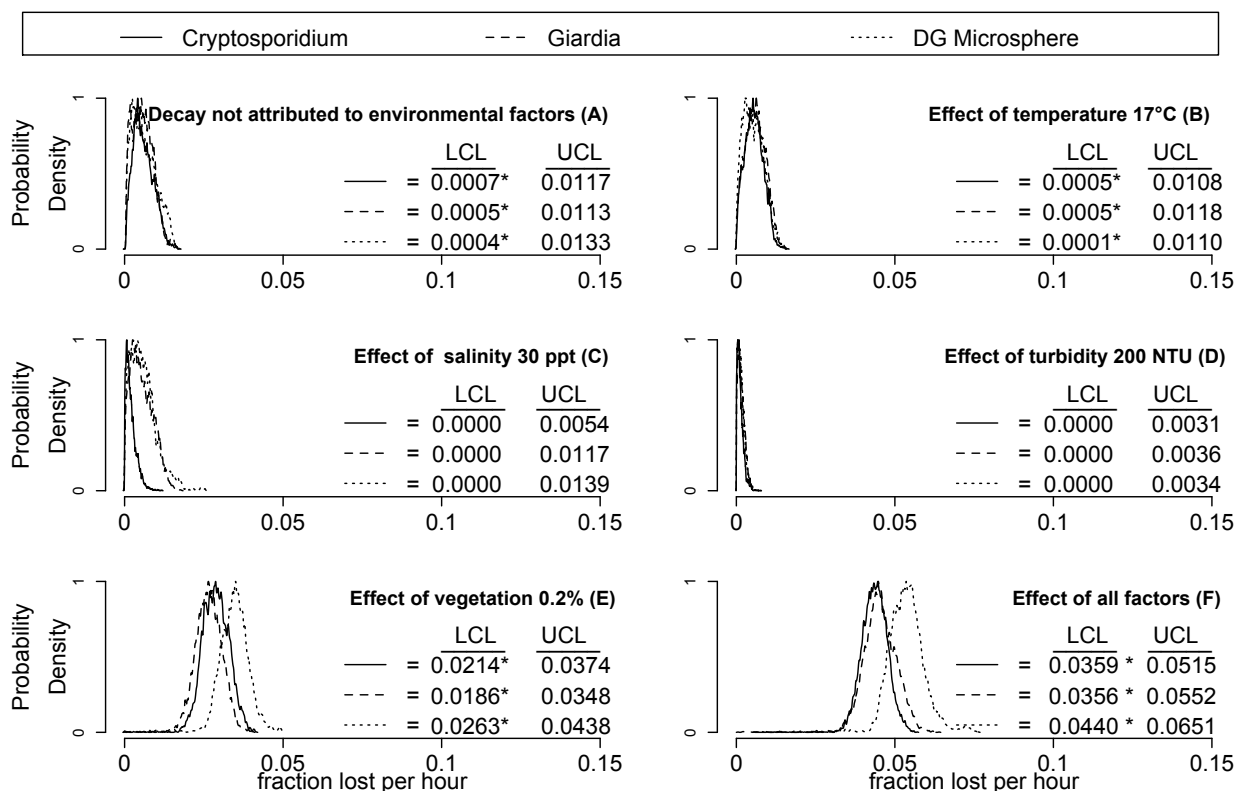 Cryptosporidium Giardia DG Microsphere
Probability
Density
0 1
Decay not attributed to environmental factors (A)
LCL UCL
= 0.0007* 0.0117
= 0.0005* 0.0113
= 0.0004* 0.0133
0 0.05 0.1 0.15
0 1
Effect of temperature 17°C (B)
LCL UCL
= 0.0005* 0.0108
= 0.0005* 0.0118
= 0.0001* 0.0110
0 0.05 0.1 0.15
Probability
Density
0 1
Effect of salinity 30 ppt (C)
LCL UCL
= 0.0000 0.0054
= 0.0000 0.0117
= 0.0000 0.0139
0 0.05 0.1 0.15
0 1
Effect of turbidity 200 NTU (D)
LCL UCL
= 0.0000 0.0031
= 0.0000 0.0036
= 0.0000 0.0034
0 0.05 0.1 0.15
Probability
Density
0 1
Effect of vegetation 0.2% (E)
LCL UCL
= 0.0214* 0.0374
= 0.0186* 0.0348
= 0.0263* 0.0438
0 0.05 0.1 0.15
fraction lost per hour
0 1
Effect of all factors (F)
LCL UCL
= 0.0359 * 0.0515
= 0.0356 * 0.0552
= 0.0440 * 0.0651
0 0.05 0.1 0.15
fraction lost per hour